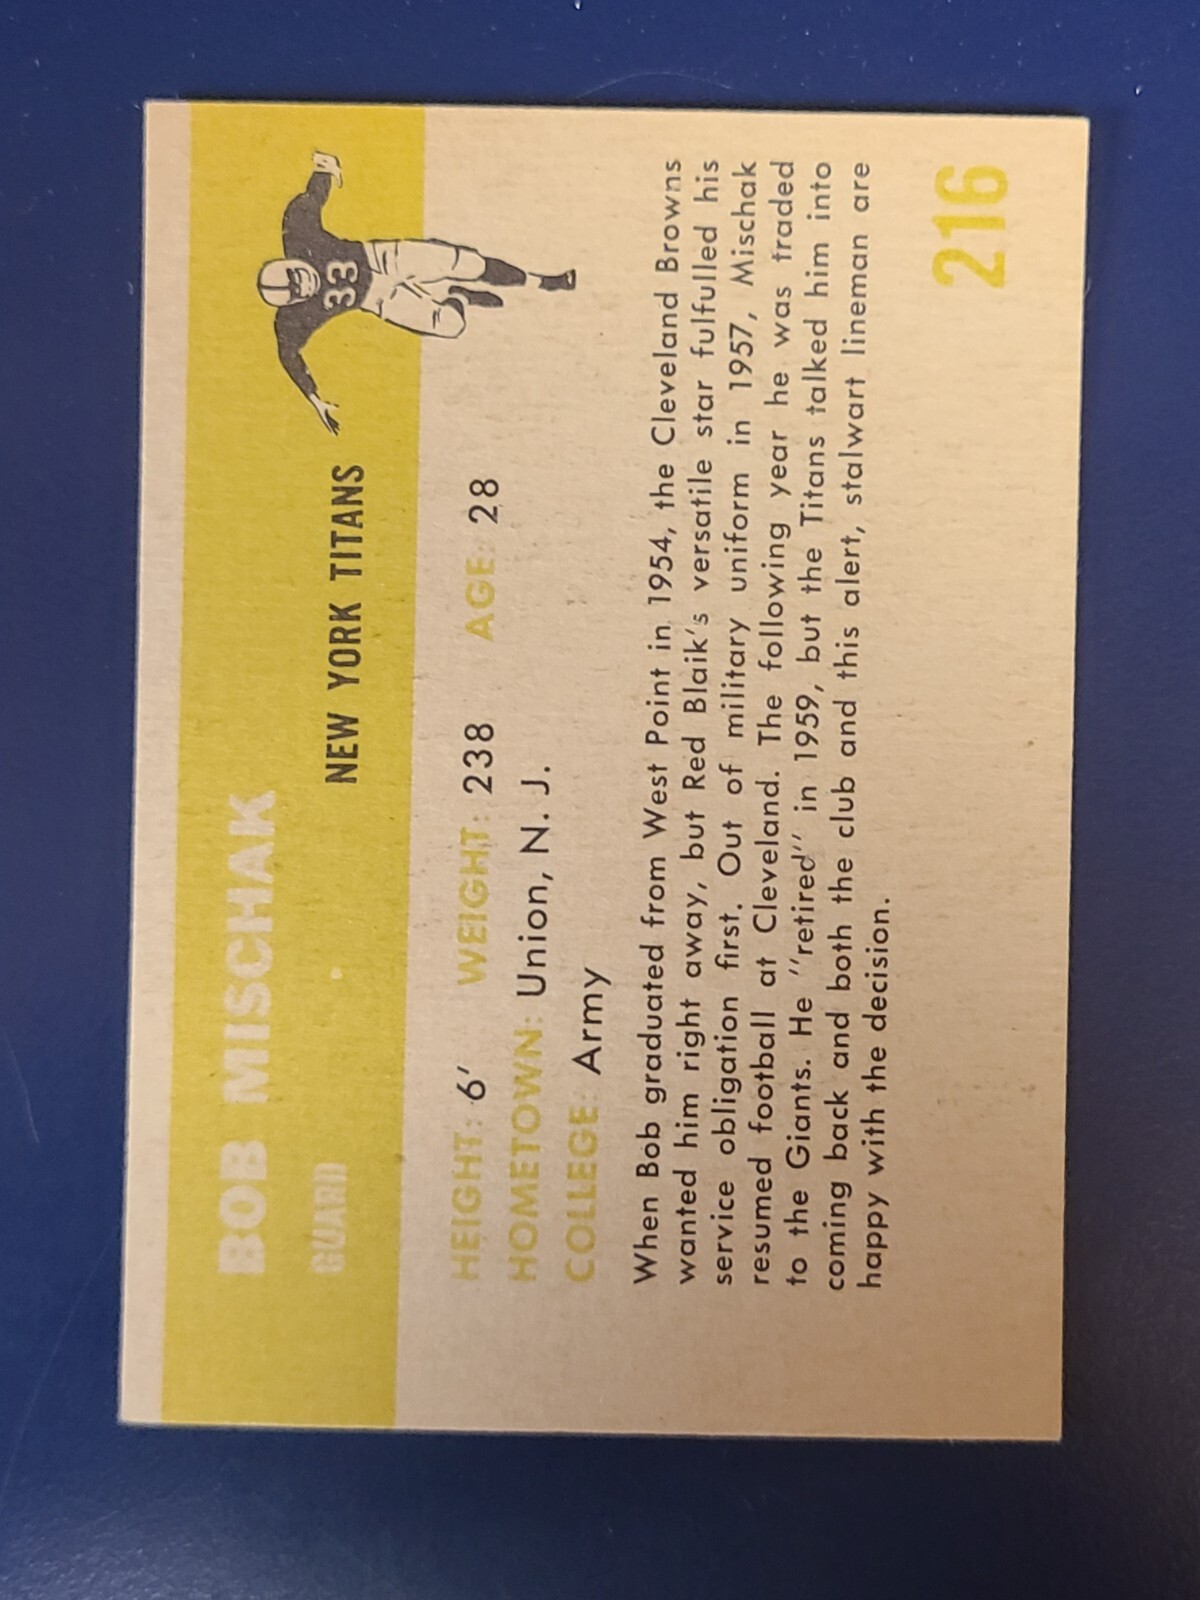 BOB MISCHAK
GUARD
NEW YORK TITANS
33
HEIGHT: 6' WEIGHT: 238 AGE: 28
HOMETOWN: Union, N. J.
COLLEGE: Army
When Bob graduated from West Point in 1954, the Cleveland Browns
wanted him right away, but Red Blaik's versatile star fulfulled his
service obligation first. Out of military uniform in 1957, Mischak
resumed football at Cleveland. The following year he was traded
to the Giants. He "retired" in 1959, but the Titans talked him into
coming back and both the club and this alert, stalwart lineman are
happy with the decision.
216